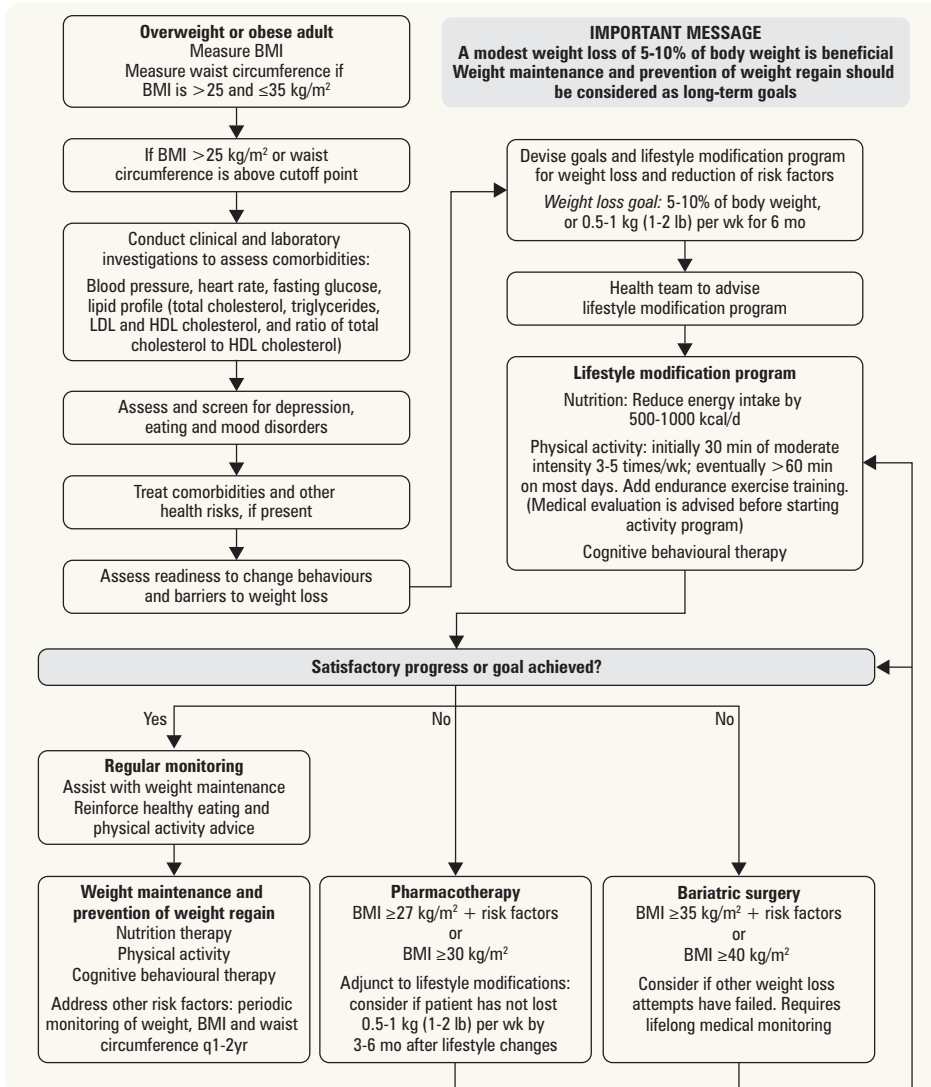 Overweight or obese adult
Measure BMI
Measure waist circumference if
BMI is >25 and ≤35 kg/m²
IMPORTANT MESSAGE
A modest weight loss of 5-10% of body weight is beneficial
Weight maintenance and prevention of weight regain should
be considered as long-term goals
If BMI >25 kg/m² or waist
circumference is above cutoff point
Conduct clinical and laboratory
investigations to assess comorbidities:
Blood pressure, heart rate, fasting glucose,
lipid profile (total cholesterol, triglycerides,
LDL and HDL cholesterol, and ratio of total
cholesterol to HDL cholesterol)
Assess and screen for depression,
eating and mood disorders
Treat comorbidities and other
health risks, if present
Assess readiness to change behaviours
and barriers to weight loss
Devise goals and lifestyle modification program
for weight loss and reduction of risk factors
Weight loss goal: 5-10% of body weight,
or 0.5-1 kg (1-2 lb) per wk for 6 mo
Health team to advise
lifestyle modification program
Lifestyle modification program
Nutrition: Reduce energy intake by
500-1000 kcal/d
Physical activity: initially 30 min of moderate
intensity 3-5 times/wk; eventually >60 min
on most days. Add endurance exercise training.
(Medical evaluation is advised before starting
activity program)
Cognitive behavioural therapy
Satisfactory progress or goal achieved?
Yes
No
No
Regular monitoring
Assist with weight maintenance
Reinforce healthy eating and
physical activity advice
Weight maintenance and
prevention of weight regain
Nutrition therapy
Physical activity
Cognitive behavioural therapy
Address other risk factors: periodic
monitoring of weight, BMI and waist
circumference q1-2yr
Pharmacotherapy
BMI ≥27 kg/m² + risk factors
or
BMI ≥30 kg/m²
Adjunct to lifestyle modifications:
consider if patient has not lost
0.5-1 kg (1-2 lb) per wk by
3-6 mo after lifestyle changes
Bariatric surgery
BMI ≥35 kg/m² + risk factors
or
BMI ≥40 kg/m²
Consider if other weight loss
attempts have failed. Requires
lifelong medical monitoring